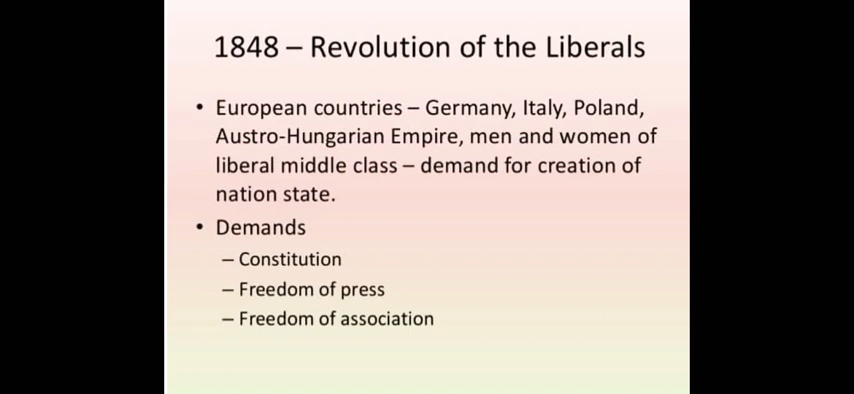 1848 – Revolution of the Liberals
• European countries – Germany, Italy, Poland,
Austro-Hungarian Empire, men and women of
liberal middle class – demand for creation of
nation state.
• Demands
– Constitution
– Freedom of press
– Freedom of association